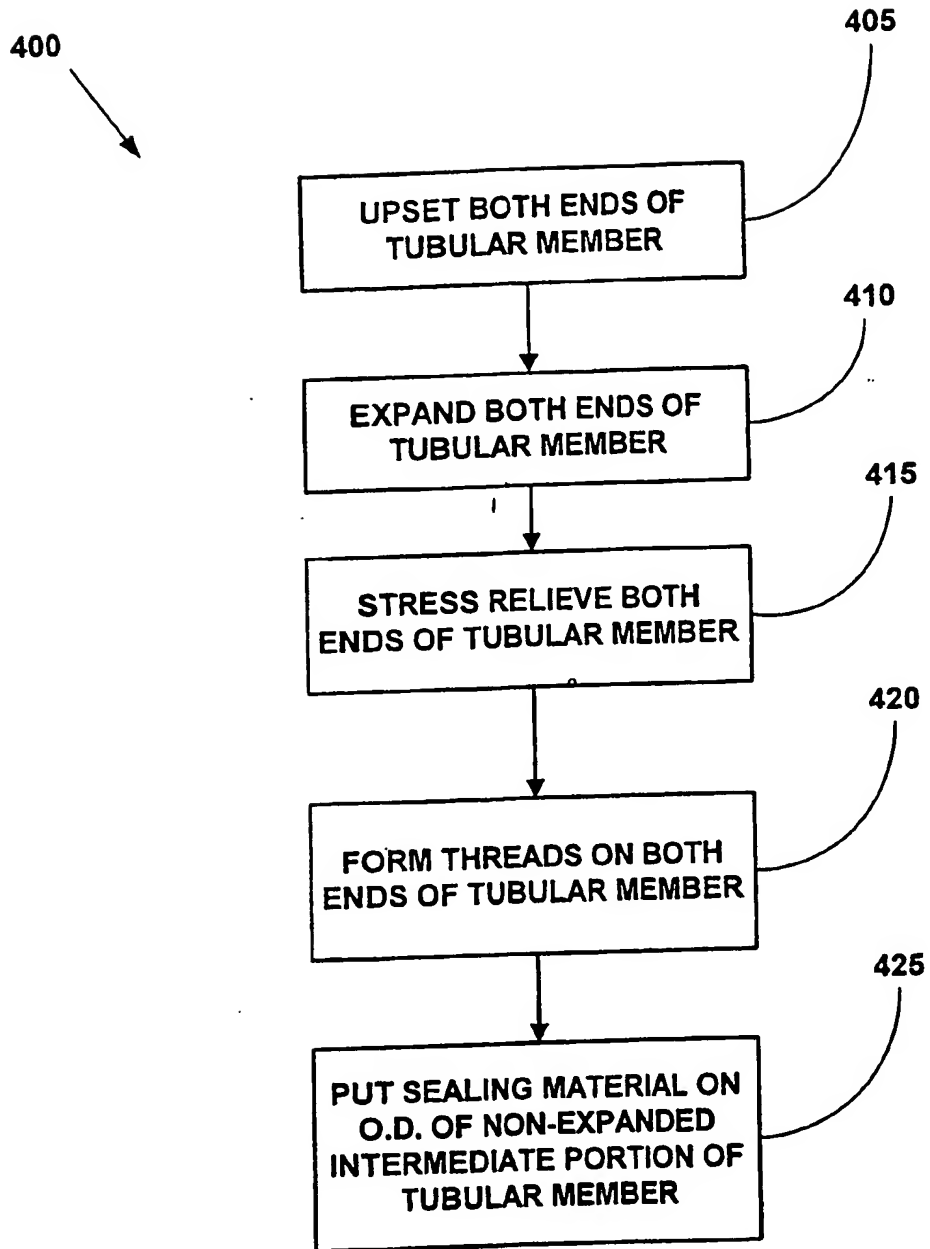 400
405
UPSET BOTH ENDS OF
TUBULAR MEMBER
410
EXPAND BOTH ENDS OF
TUBULAR MEMBER
415
STRESS RELIEVE BOTH
ENDS OF TUBULAR MEMBER
420
FORM THREADS ON BOTH
ENDS OF TUBULAR MEMBER
425
PUT SEALING MATERIAL ON
O.D. OF NON-EXPANDED
INTERMEDIATE PORTION OF
TUBULAR MEMBER